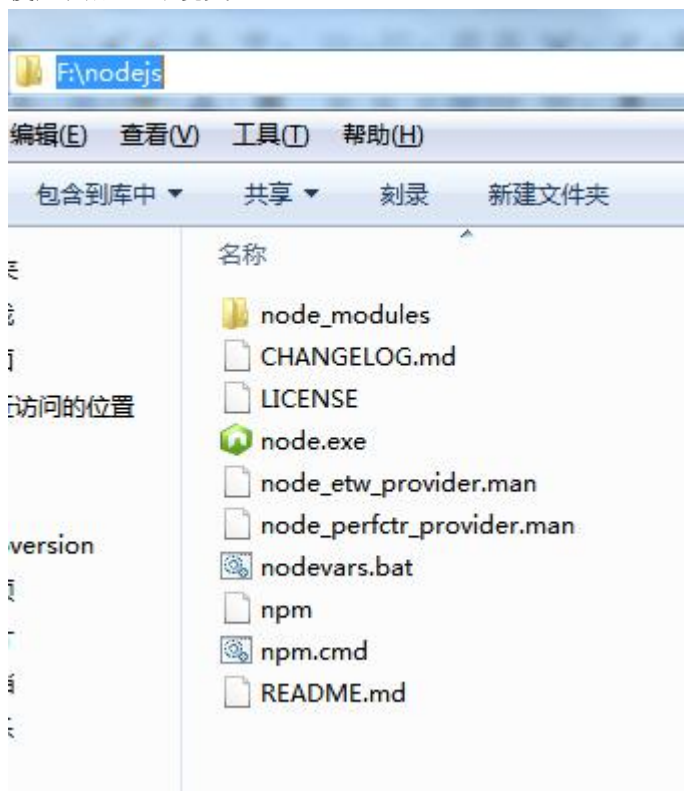 F:\nodejs
编辑(E) 查看(V) 工具(T) 帮助(H)
包含到库中 共享 刻录 新建文件夹
名称
node_modules
CHANGELOG.md
LICENSE
访问的位置
node.exe
node_etw_provider.man
node_perfctr_provider.man
version
nodevars.bat
npm
npm.cmd
README.md